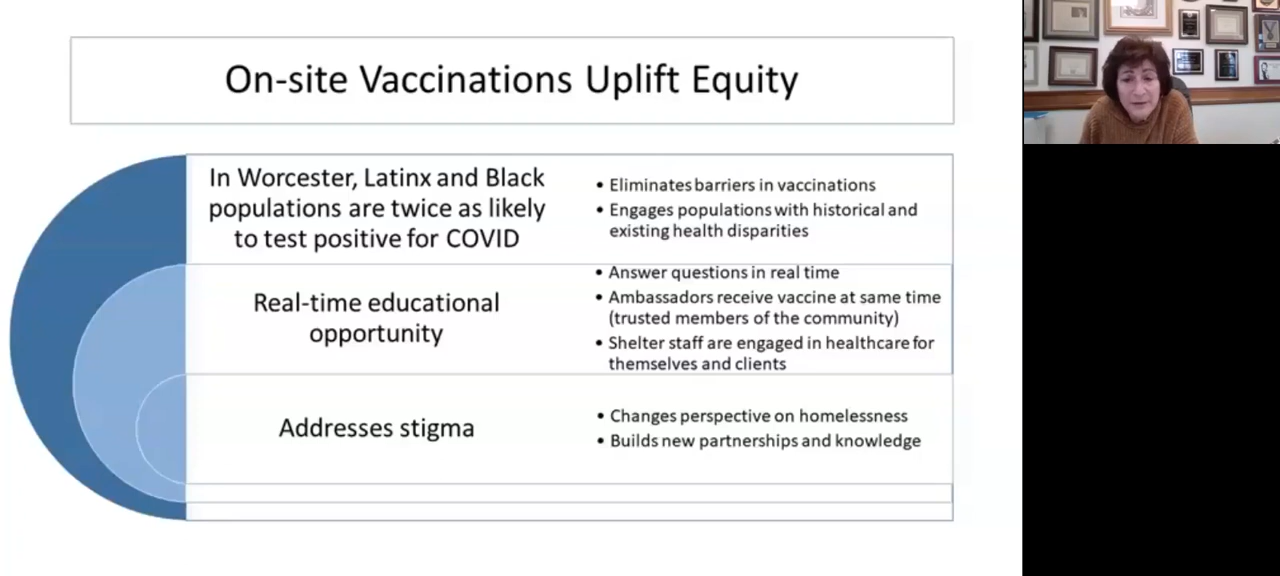 On-site Vaccinations Uplift Equity
In Worcester, Latinx and Black
populations are twice as likely
to test positive for COVID
• Eliminates barriers in vaccinations
• Engages populations with historical and
existing health disparities
Real-time educational
opportunity
• Answer questions in real time
• Ambassadors receive vaccine at same time
(trusted members of the community)
• Shelter staff are engaged in healthcare for
themselves and clients
Addresses stigma
• Changes perspective on homelessness
• Builds new partnerships and knowledge